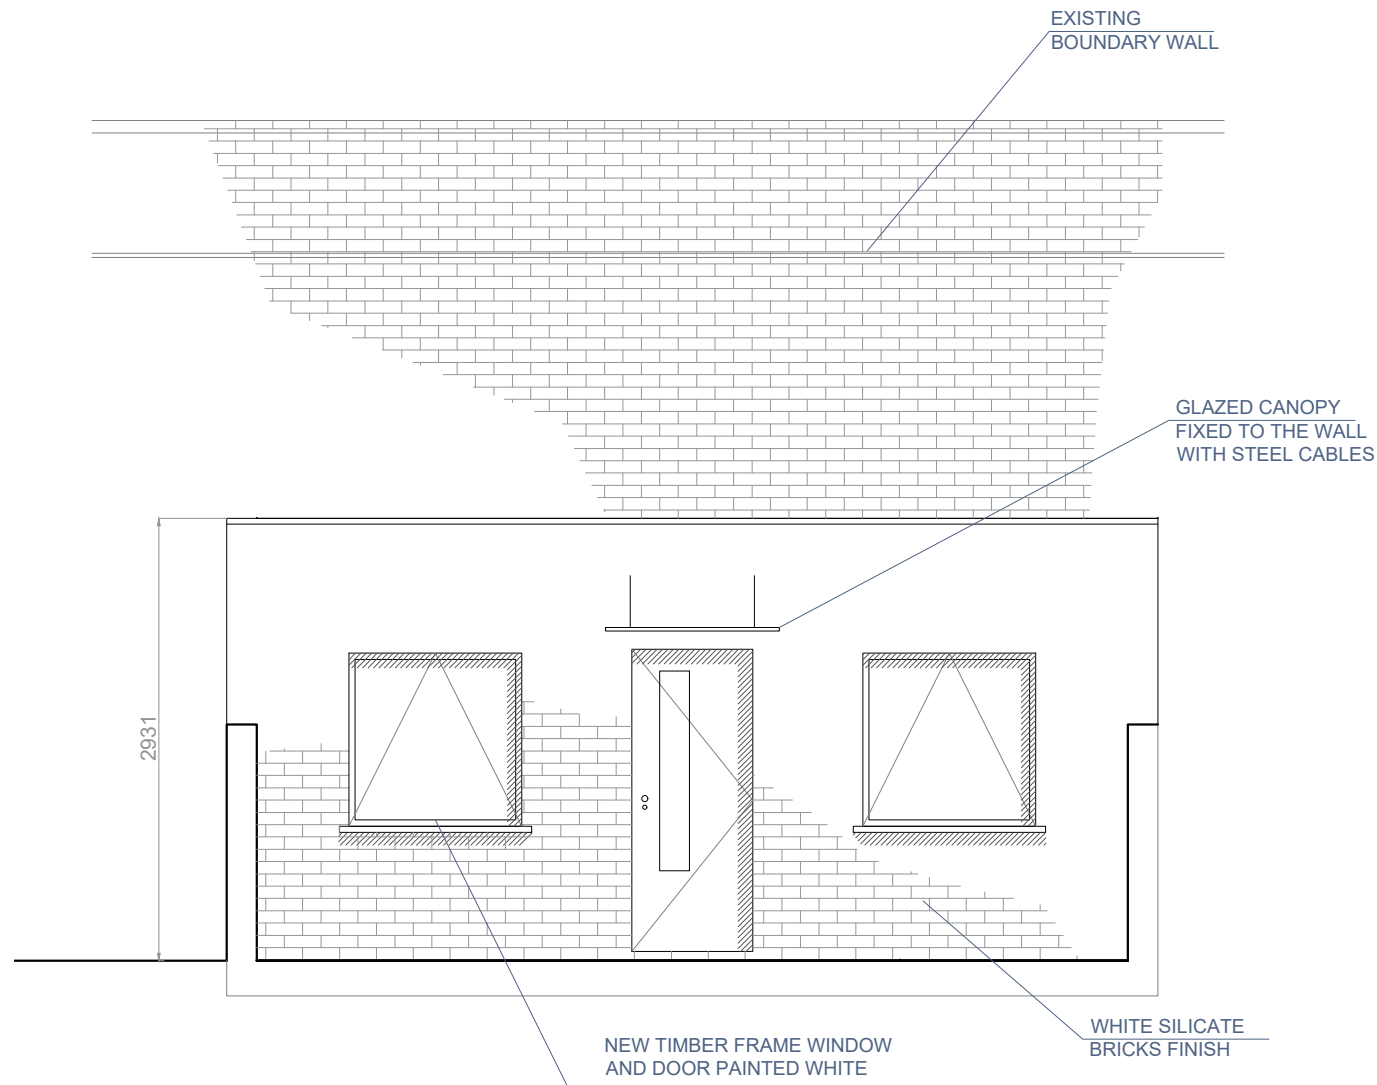 EXISTING
BOUNDARY WALL
GLAZED CANOPY
FIXED TO THE WALL
WITH STEEL CABLES
2931
WHITE SILICATE
BRICKS FINISH
NEW TIMBER FRAME WINDOW
AND DOOR PAINTED WHITE